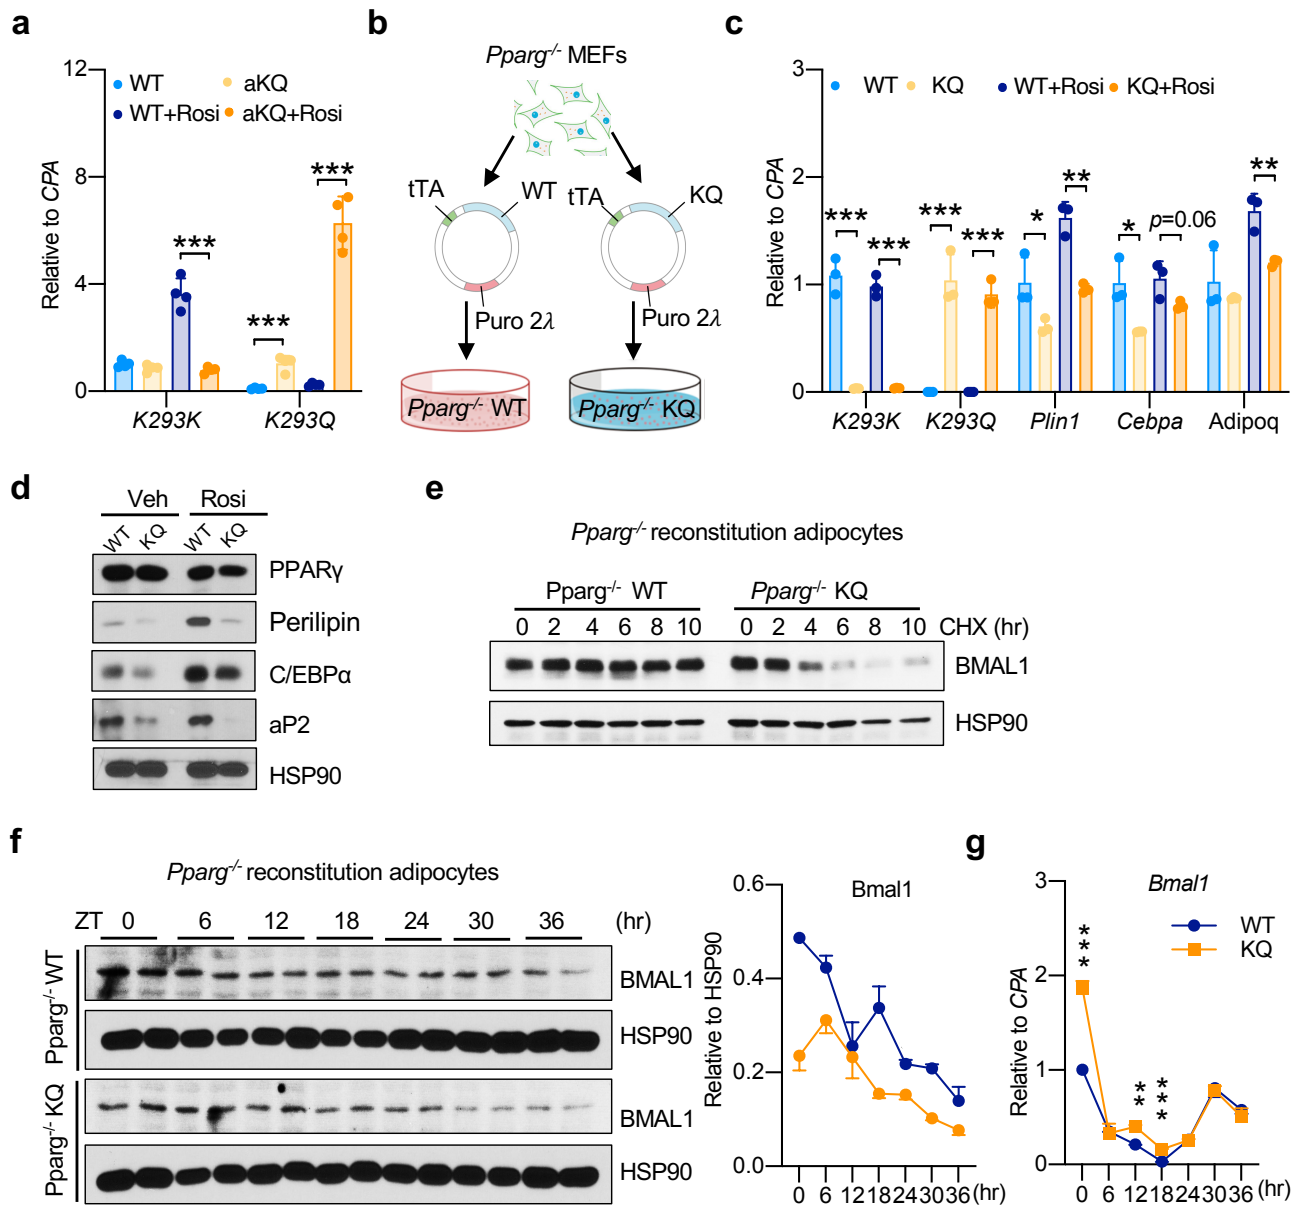 a
12
8
4
0
Relative to CPA
WT
aKQ
WT+Rosi
aKQ+Rosi
***
***
***
K293K
K293Q
b
Pparg-/- MEFs
tTA
WT
tTA
KQ
Puro 2λ
Puro 2λ
Pparg-/- WT
Pparg-/- KQ
c
3
2
1
0
Relative to CPA
WT
KQ
WT+Rosi
KQ+Rosi
***
***
***
***
*
**
*
p=0.06
**
K293K
K293Q
Plin1
Cebpa
Adipoq
d
Veh
Rosi
WT
KQ
WT
KQ
PPARγ
Perilipin
C/EBPα
aP2
HSP90
e
Pparg-/- reconstitution adipocytes
Pparg-/- WT
Pparg-/- KQ
0 2 4 6 8 10 0 2 4 6 8 10 CHX (hr)
BMAL1
HSP90
f
Pparg-/- reconstitution adipocytes
ZT 0 6 12 18 24 30 36 (hr)
Pparg-/- WT
BMAL1
HSP90
Pparg-/- KQ
BMAL1
HSP90
Bmal1
0.6
0.4
0.2
0.0
Relative to HSP90
0 6 12 18 24 30 36 (hr)
g
Bmal1
3
2
1
0
Relative to CPA
WT
KQ
***
**
***
0 6 12 18 24 30 36 (hr)